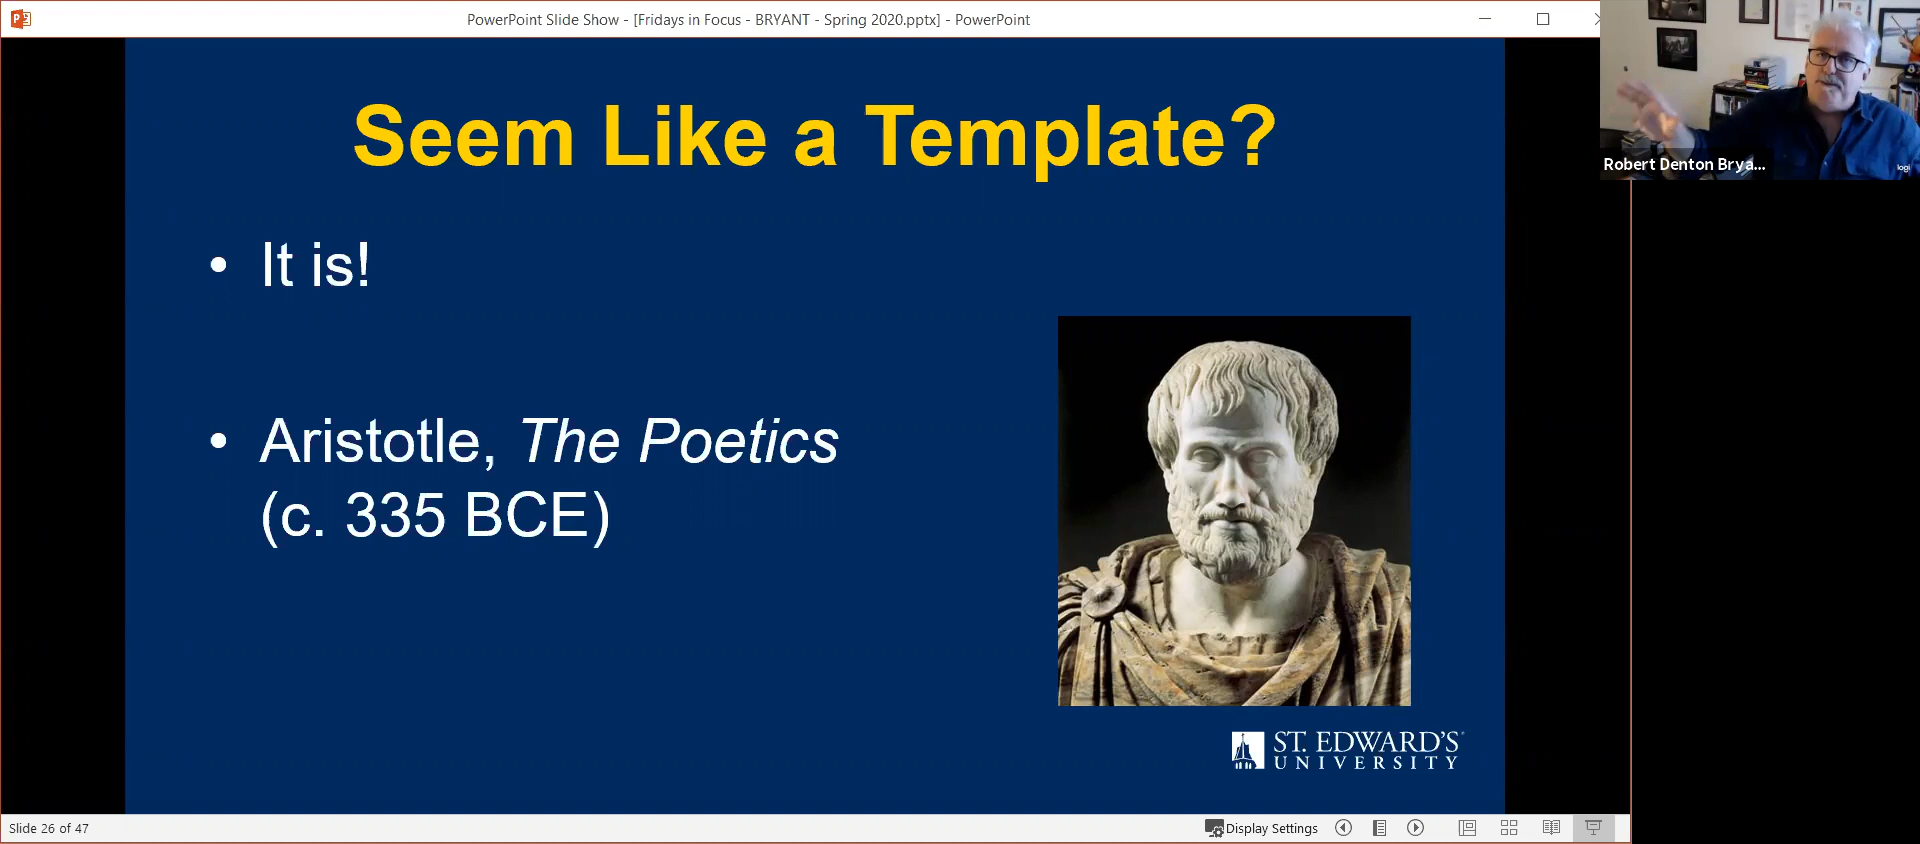 PowerPoint Slide Show - [Fridays in Focus - BRYANT - Spring 2020.pptx] - PowerPoint
Seem Like a Template?
• It is!
• Aristotle, The Poetics
(c. 335 BCE)
ST. EDWARD'S
UNIVERSITY
Robert Denton Brya...
logi
Slide 26 of 47
Display Settings